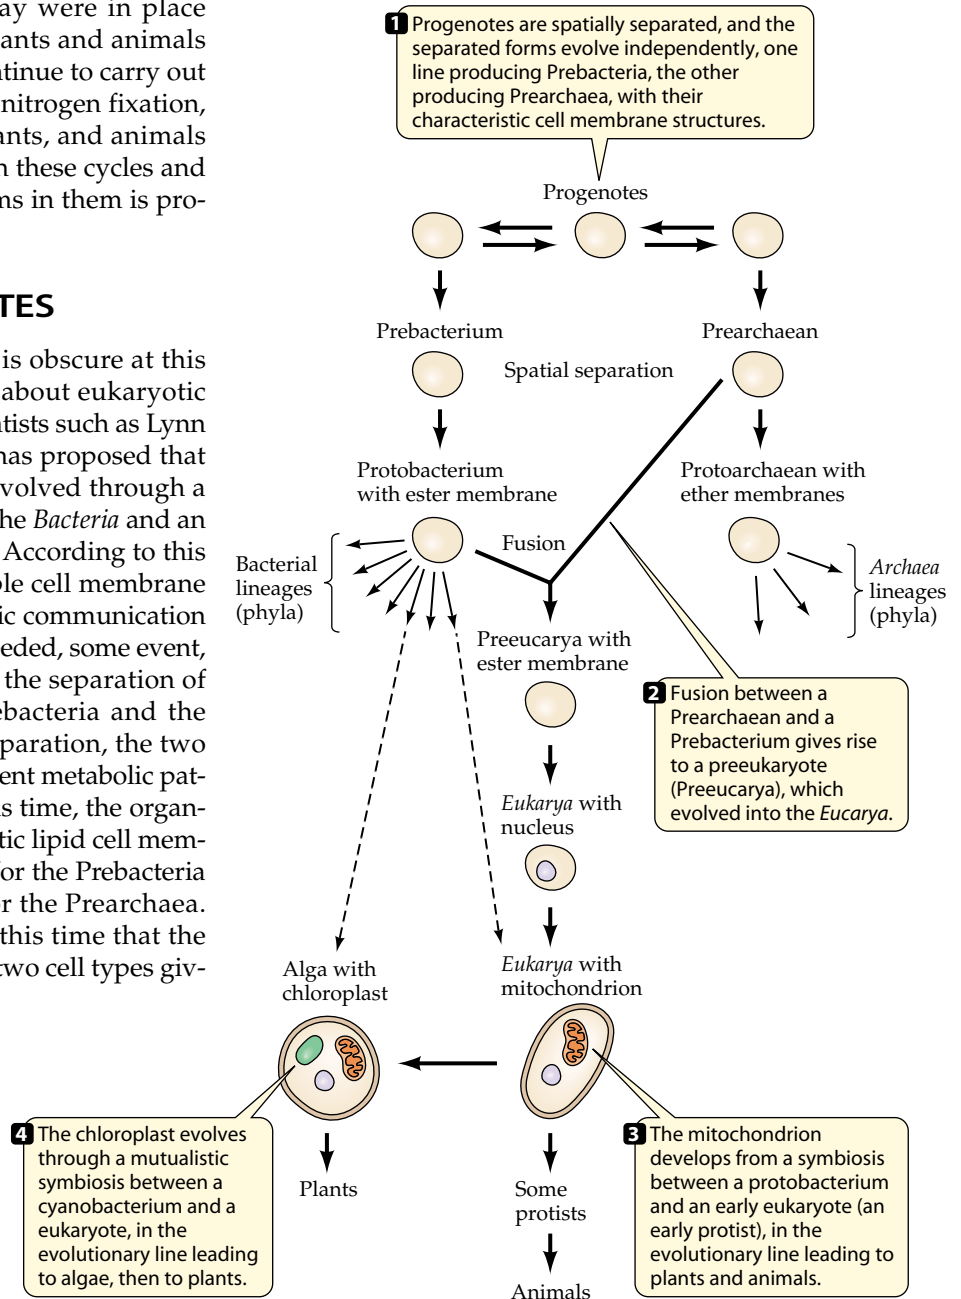 ay were in place
ants and animals
ntinue to carry out
nitrogen fixation,
ants, and animals
n these cycles and
ms in them is pro-
TES
is obscure at this
about eukaryotic
ntists such as Lynn
has proposed that
volved through a
he Bacteria and an
According to this
ole cell membrane
ic communication
eded, some event,
the separation of
ebacteria and the
paration, the two
ent metabolic pat-
is time, the organ-
tic lipid cell mem-
for the Prebacteria
or the Prearchaea.
this time that the
two cell types giv-
1 Progenotes are spatially separated, and the
separated forms evolve independently, one
line producing Prebacteria, the other
producing Prearchaea, with their
characteristic cell membrane structures.
Progenotes
Prebacterium
Prearchaean
Spatial separation
Protobacterium
with ester membrane
Protoarchaean with
ether membranes
Fusion
Bacterial
lineages
(phyla)
Archaea
lineages
(phyla)
Preeucarya with
ester membrane
2 Fusion between a
Prearchaean and a
Prebacterium gives rise
to a preeukaryote
(Preeucarya), which
evolved into the Eucarya.
Eukarya with
nucleus
Alga with
chloroplast
Eukarya with
mitochondrion
4 The chloroplast evolves
through a mutualistic
symbiosis between a
cyanobacterium and a
eukaryote, in the
evolutionary line leading
to algae, then to plants.
Plants
Some
protists
Animals
3 The mitochondrion
develops from a symbiosis
between a protobacterium
and an early eukaryote (an
early protist), in the
evolutionary line leading to
plants and animals.